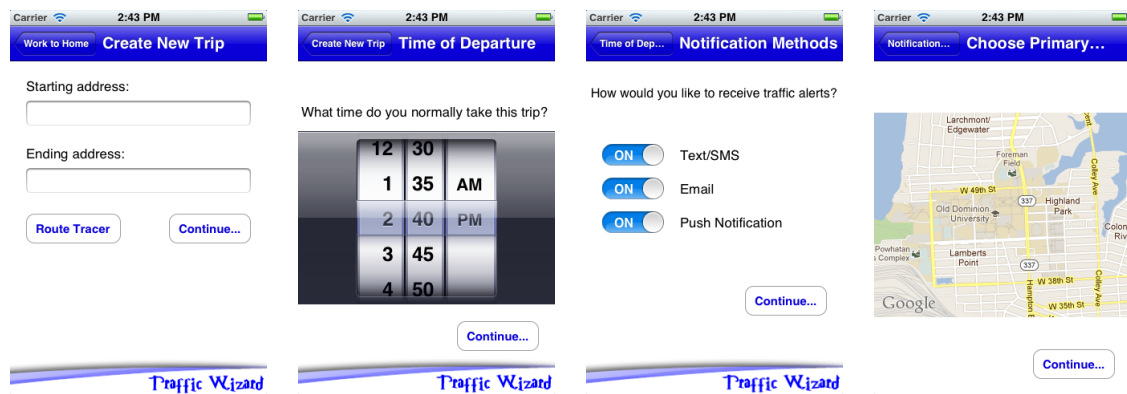 Carrier 2:43 PM
Work to Home Create New Trip
Starting address:
Ending address:
Route Tracer Continue...
Traffic Wizard
Carrier 2:43 PM
Create New Trip Time of Departure
What time do you normally take this trip?
12 30
1 35 AM
2 40 PM
3 45
4 50
Continue...
Traffic Wizard
Carrier 2:43 PM
Time of Dep... Notification Methods
How would you like to receive traffic alerts?
ON Text/SMS
ON Email
ON Push Notification
Continue...
Traffic Wizard
Carrier 2:43 PM
Notification... Choose Primary...
Larchmont/
Edgewater
Foreman
Field
Colley Ave
W 49th St
337
Highland
Park
Old Dominion
University
Powhatan
Complex
Lamberts
Point
337
W 38th St
Hampton
Colley Ave
W 35th St
Google
Continue...